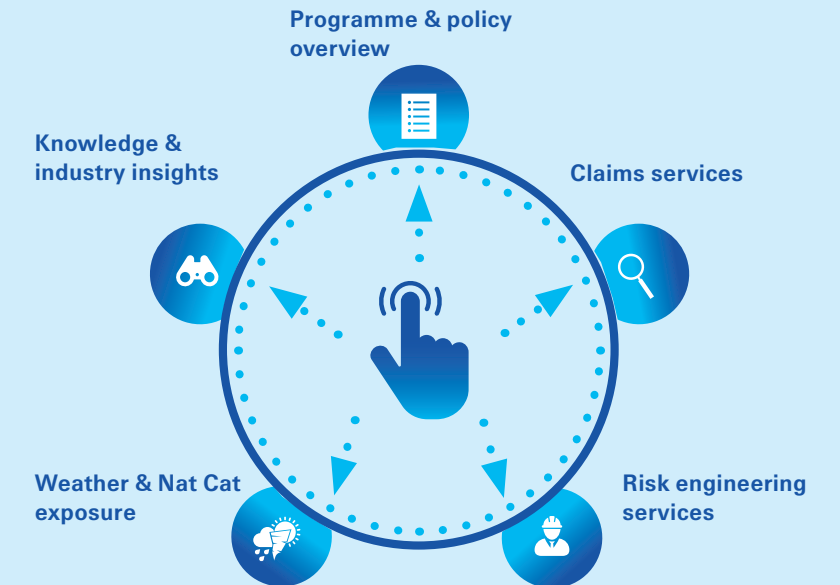 Programme & policy
overview
Knowledge &
industry insights
Claims services
Weather & Nat Cat
exposure
Risk engineering
services